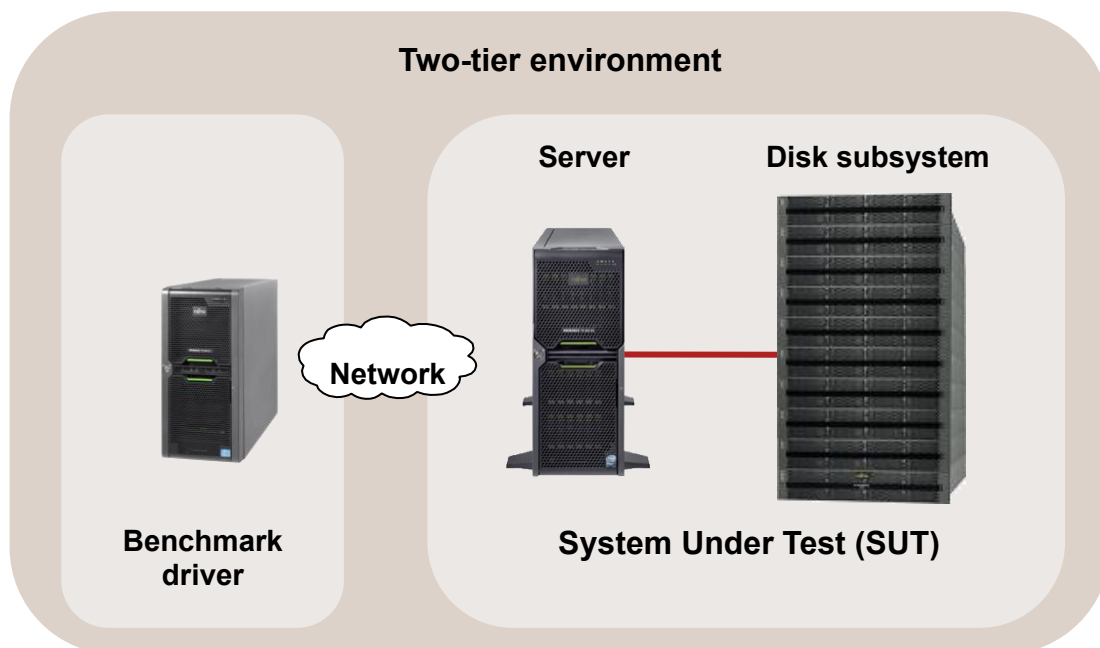 Two-tier environment
Server
Disk subsystem
Network
Benchmark
driver
System Under Test (SUT)